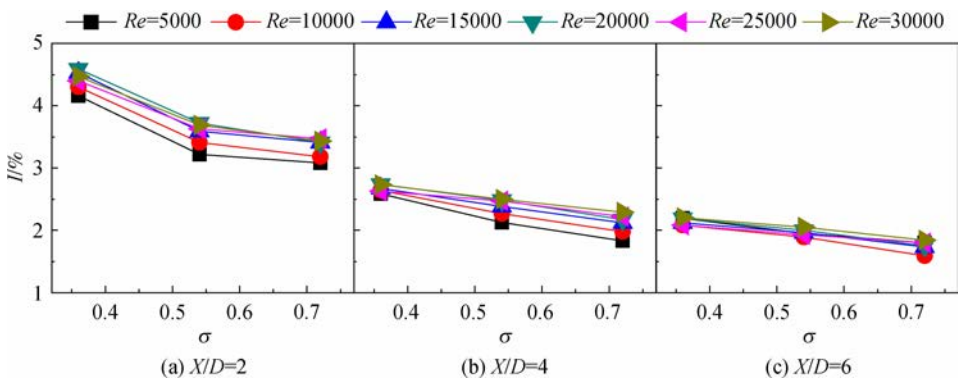 Re=5000 Re=10000 Re=15000 Re=20000 Re=25000 Re=30000
5
4
3
2
1
I/%
0.4 0.5 0.6 0.7 0.4 0.5 0.6 0.7 0.4 0.5 0.6 0.7
σ σ σ
(a) X/D=2 (b) X/D=4 (c) X/D=6